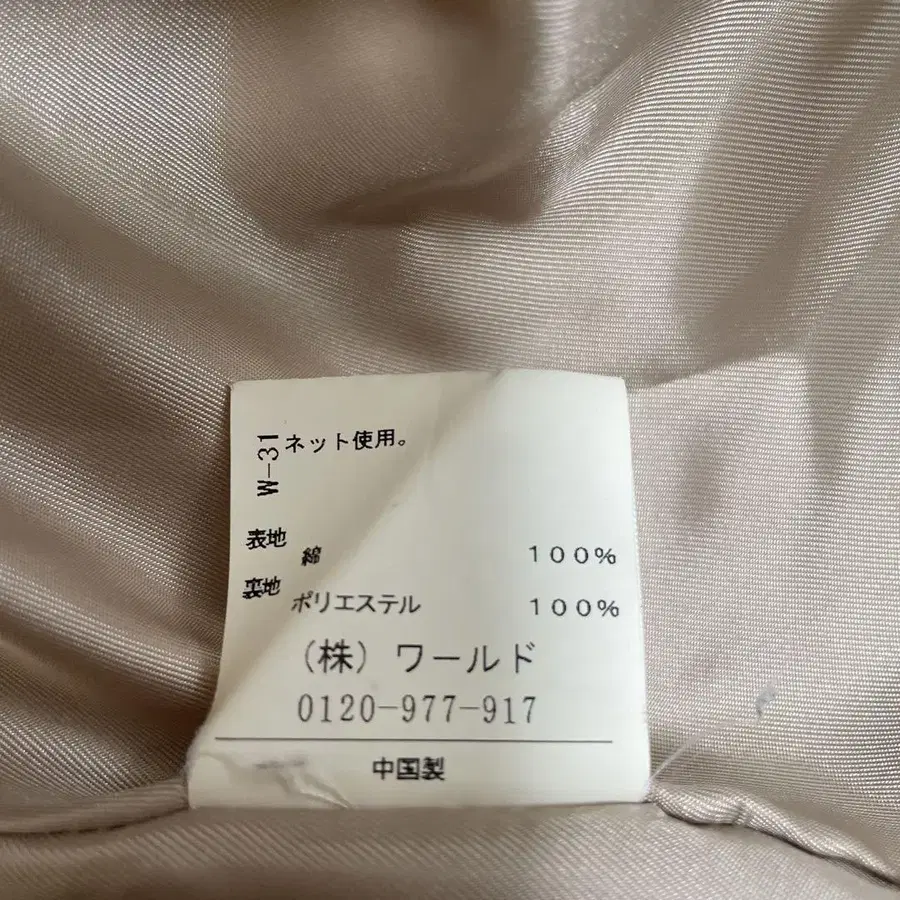 W-31
ネット使用。
表地
綿 100%
裏地
ポリエステル 100%
(株) ワールド
0120-977-917
中国製